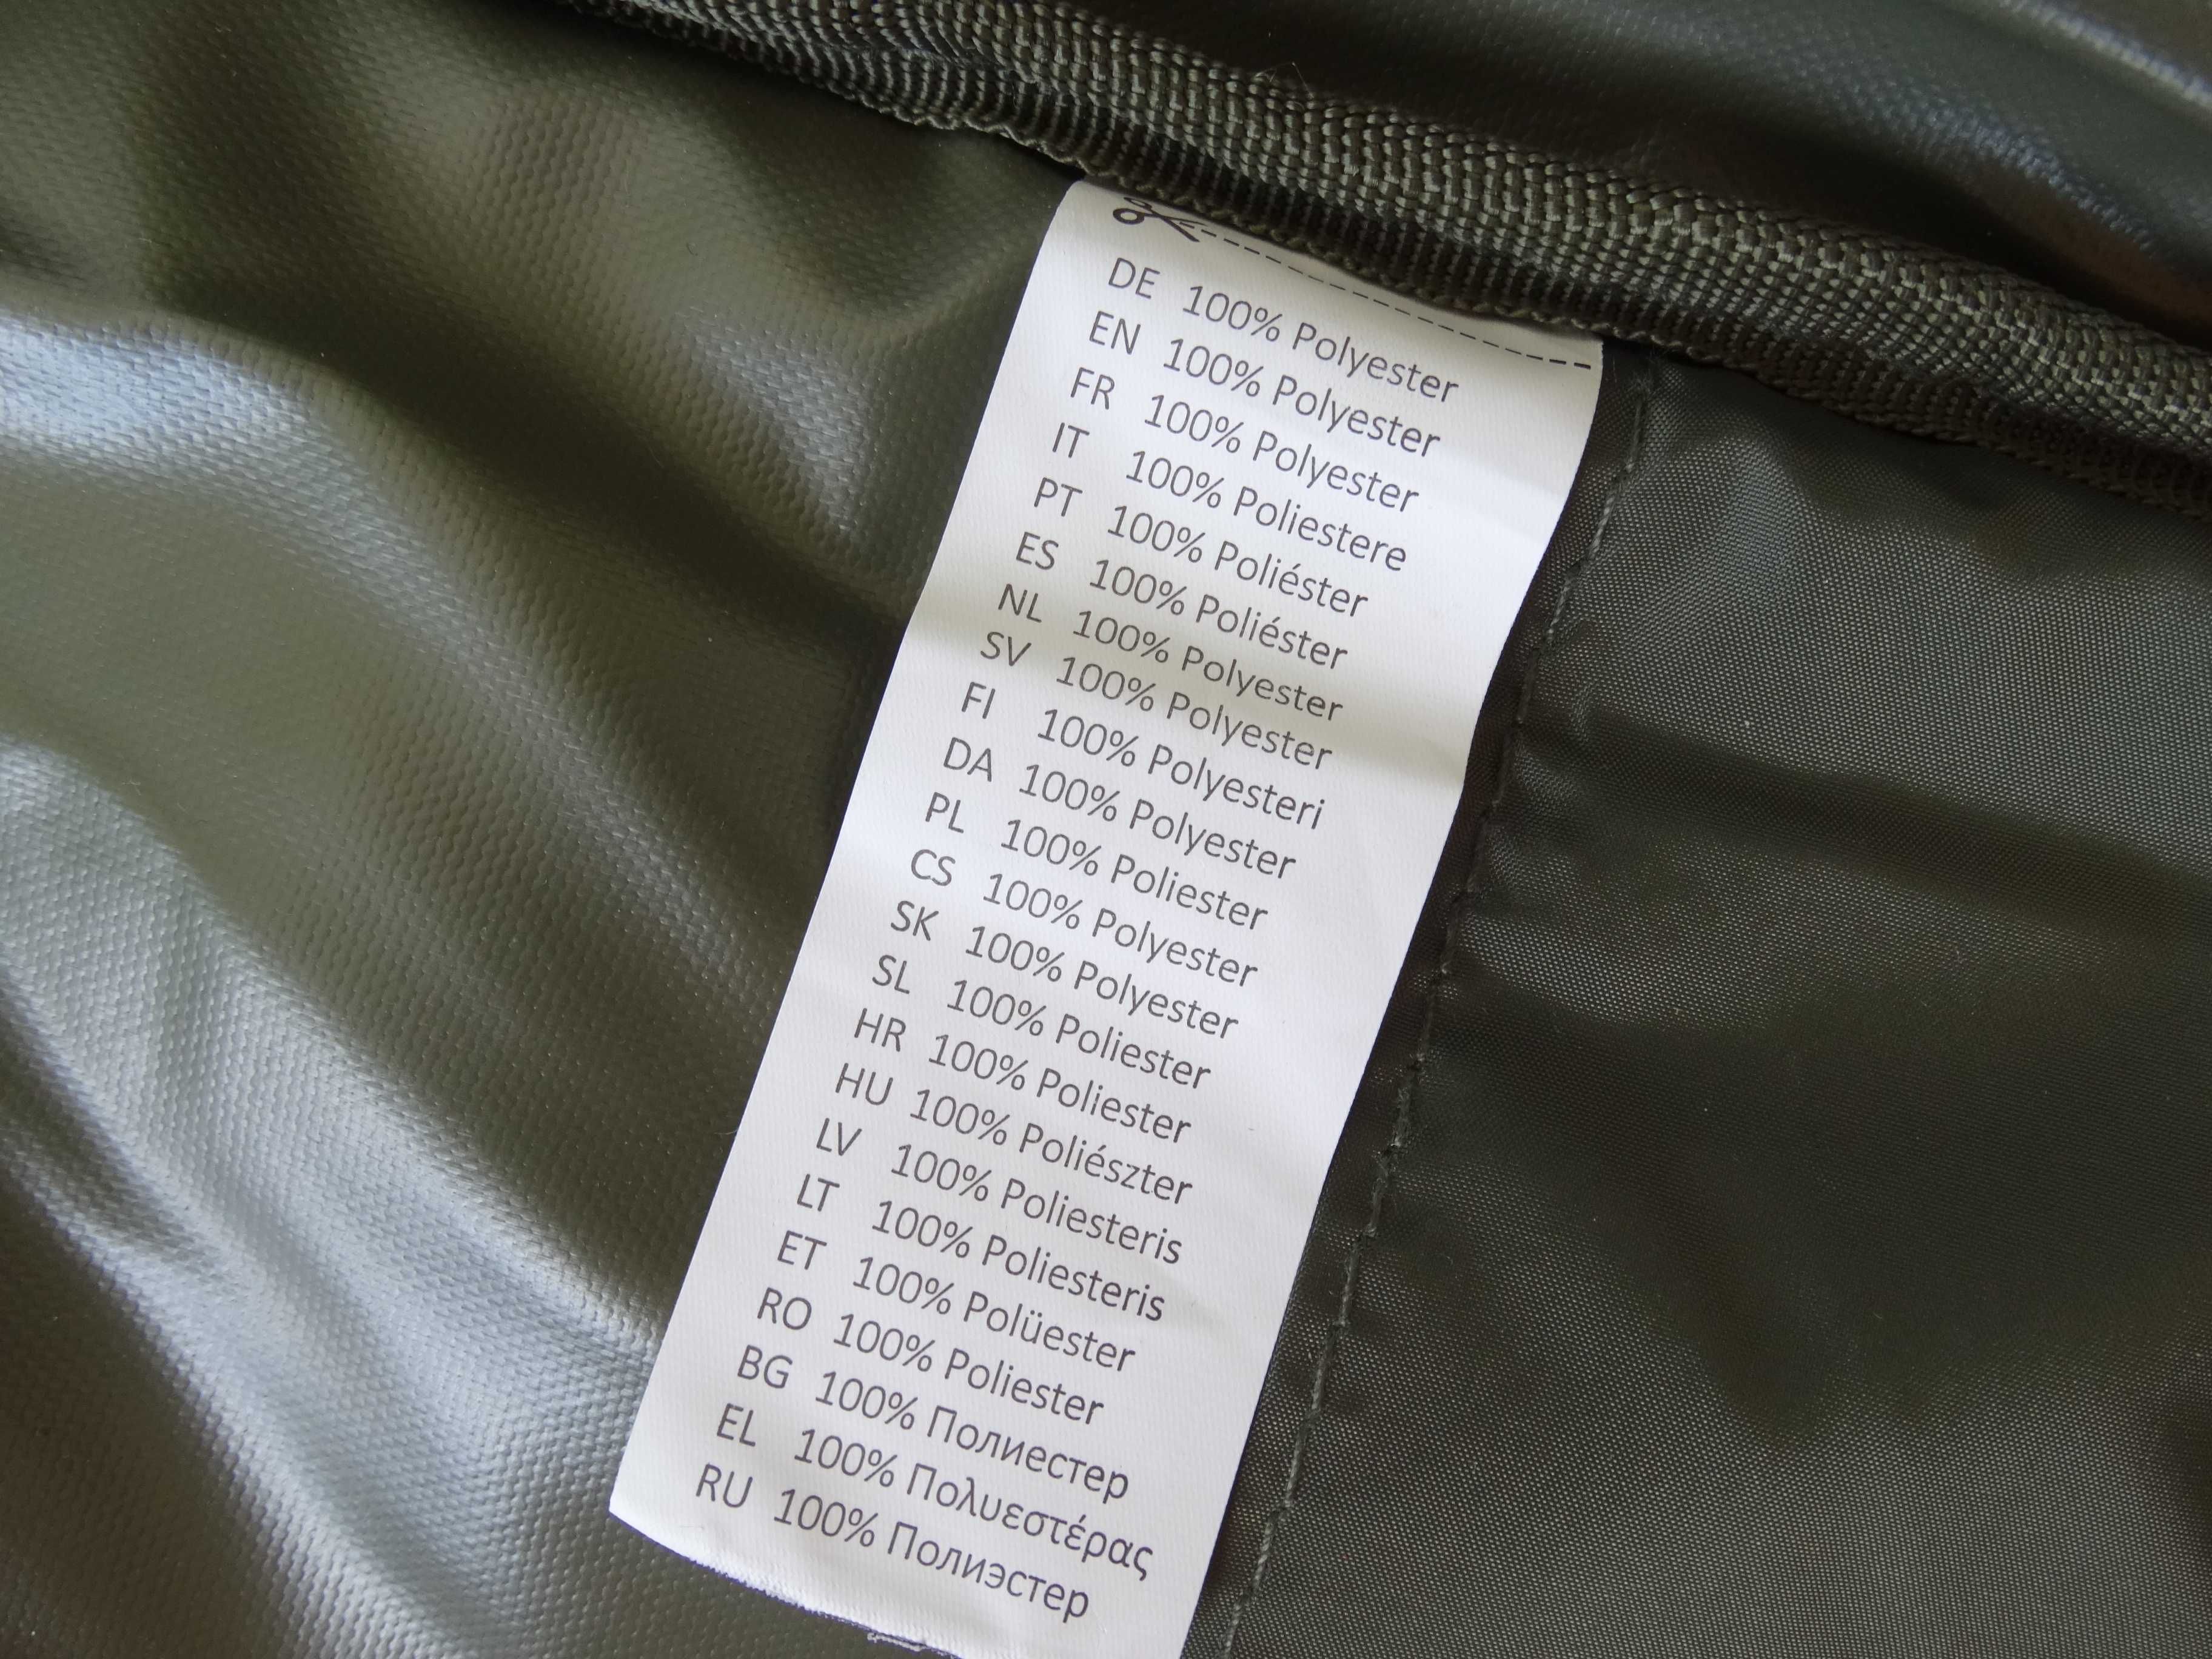 DE 100% Polyester
EN 100% Polyester
FR 100% Polyester
IT 100% Poliestere
PT 100% Poliéster
ES 100% Poliéster
NL 100% Polyester
SV 100% Polyester
FI 100% Polyesteri
DA 100% Polyester
PL 100% Poliester
CS 100% Polyester
SK 100% Polyester
SL 100% Poliester
HR 100% Poliester
HU 100% Poliészter
LV 100% Poliesteris
LT 100% Poliesteris
ET 100% Polüester
RO 100% Poliester
BG 100% Полиестер
EL 100% Πολυεστέρας
RU 100% Полиэстер